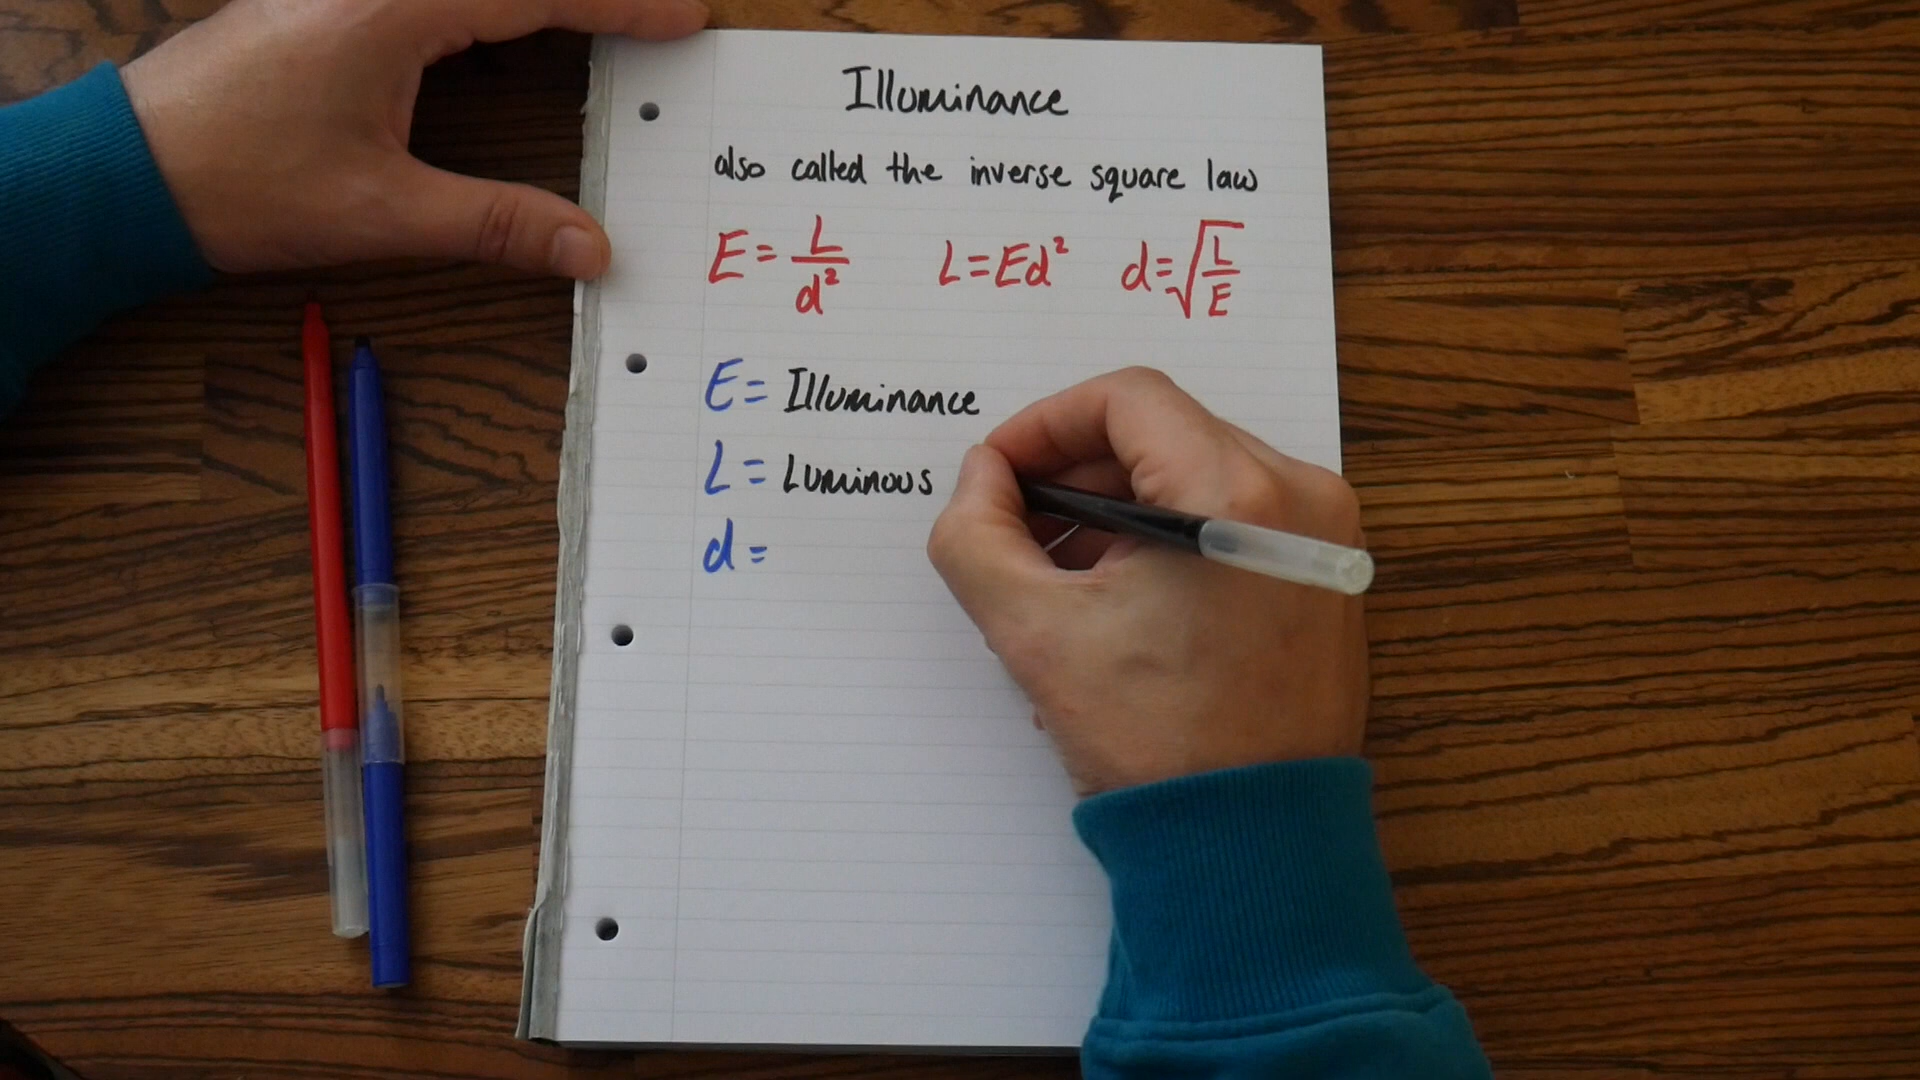 Illuminance
also called the inverse square law
E = L/d² L = Ed² d = √(L/E)
E = Illuminance
L = Luminous
d =